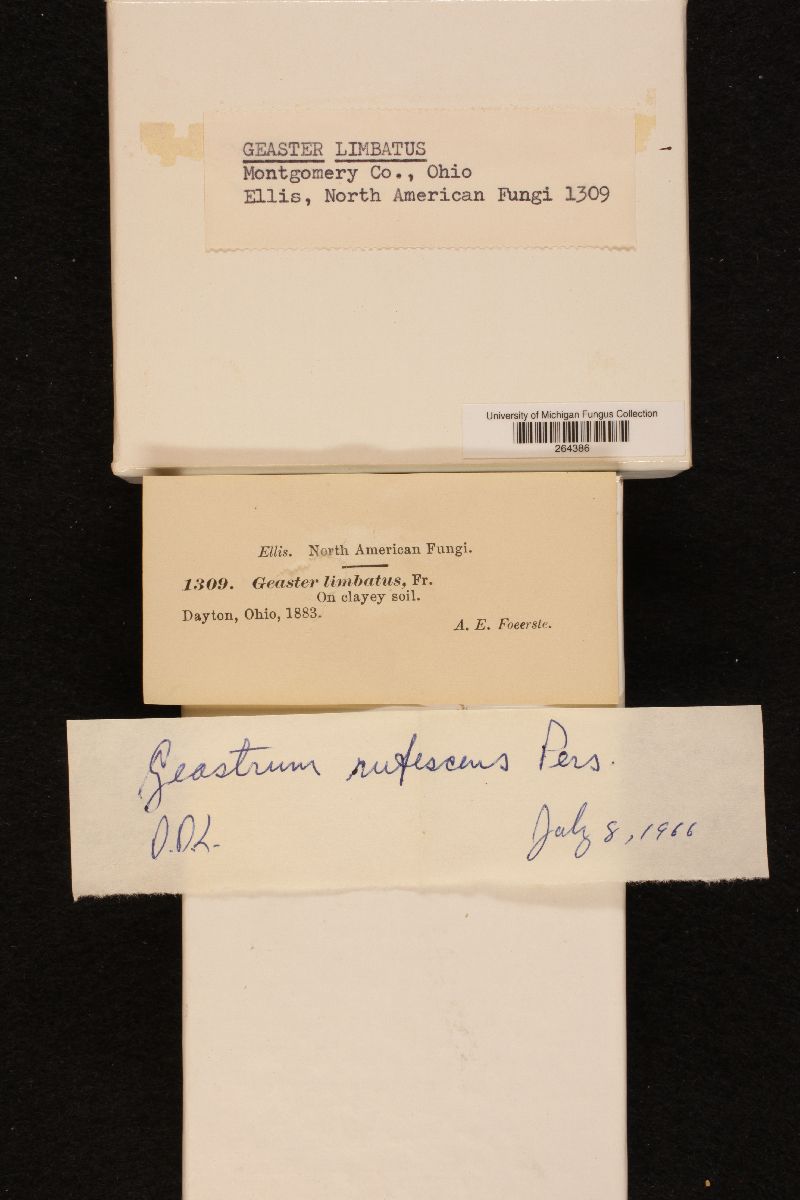 GEASTER LIMBATUS
Montgomery Co., Ohio
Ellis, North American Fungi 1309
University of Michigan Fungus Collection
264386
Ellis. North American Fungi.
1309. Geaster limbatus, Fr.
On clayey soil.
Dayton, Ohio, 1883.
A. E. Foeerste.
Geastrum rufescens Pers.
D.D.L. July 8, 1966